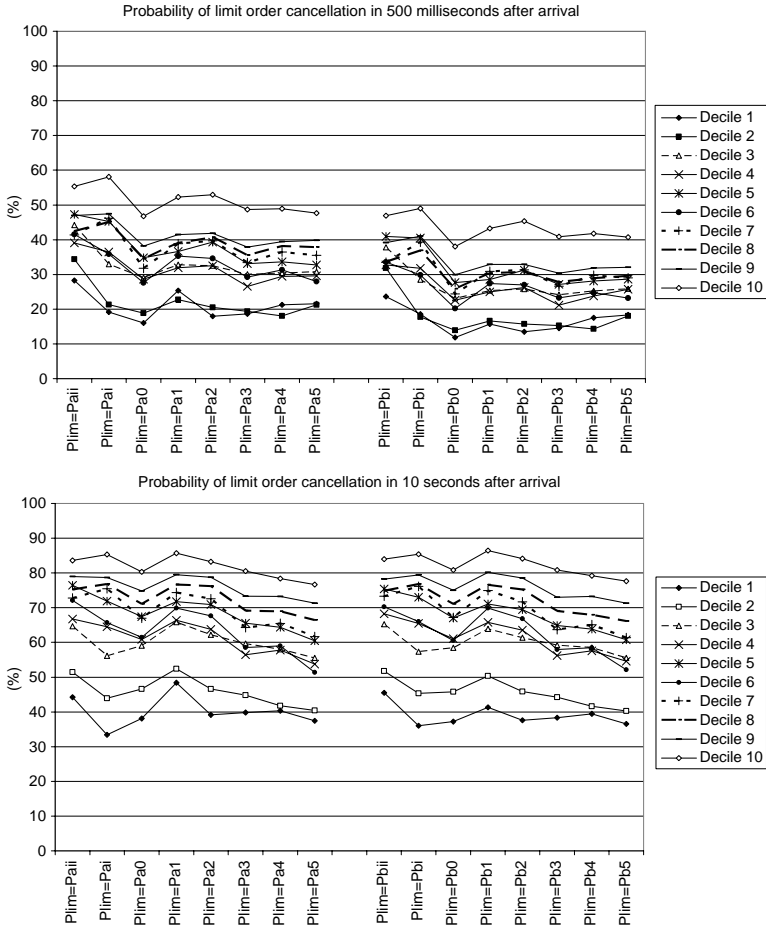 Probability of limit order cancellation in 500 milliseconds after arrival
100
90
80
70
60
50
40
30
20
10
0
(%)
Plim=Paii
Plim=Pai
Plim=Pa0
Plim=Pa1
Plim=Pa2
Plim=Pa3
Plim=Pa4
Plim=Pa5
Plim=Pbi
Plim=Pbi
Plim=Pb0
Plim=Pb1
Plim=Pb2
Plim=Pb3
Plim=Pb4
Plim=Pb5
Decile 1
Decile 2
Decile 3
Decile 4
Decile 5
Decile 6
Decile 7
Decile 8
Decile 9
Decile 10
Probability of limit order cancellation in 10 seconds after arrival
100
90
80
70
60
50
40
30
20
10
0
(%)
Plim=Paii
Plim=Pai
Plim=Pa0
Plim=Pa1
Plim=Pa2
Plim=Pa3
Plim=Pa4
Plim=Pa5
Plim=Pbii
Plim=Pbi
Plim=Pb0
Plim=Pb1
Plim=Pb2
Plim=Pb3
Plim=Pb4
Plim=Pb5
Decile 1
Decile 2
Decile 3
Decile 4
Decile 5
Decile 6
Decile 7
Decile 8
Decile 9
Decile 10